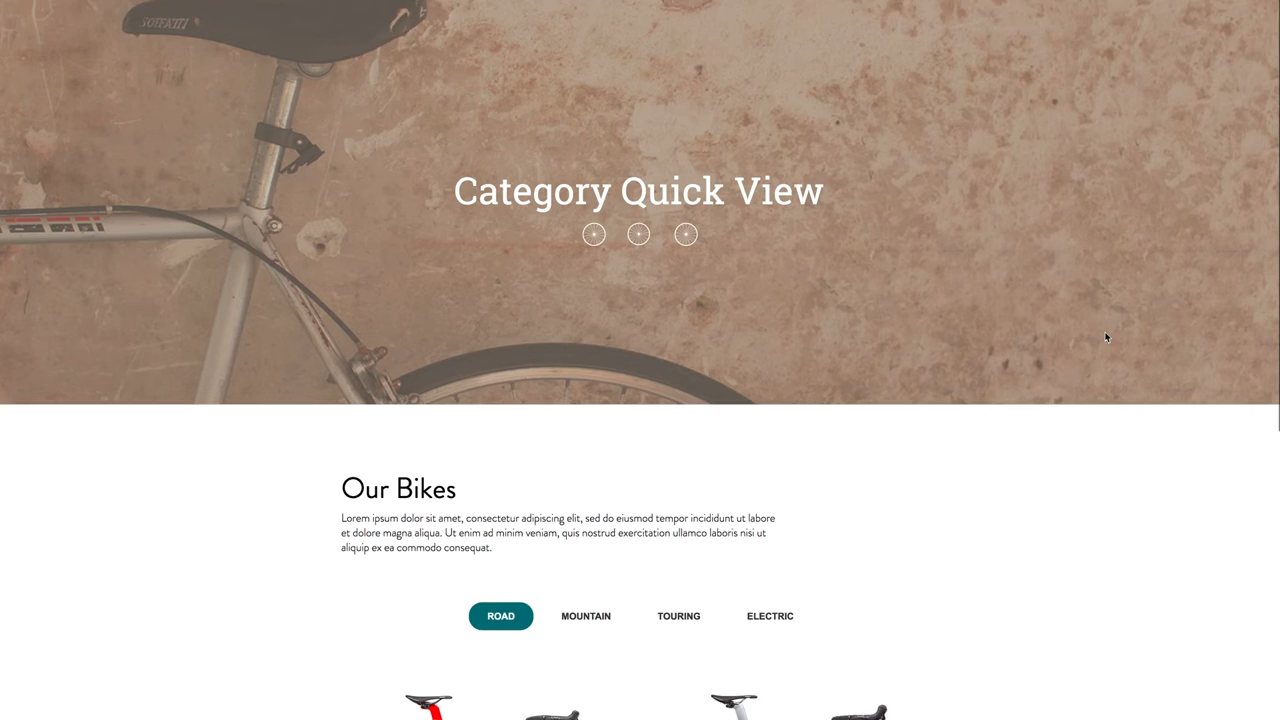 Category Quick View
Our Bikes
Lorem ipsum dolor sit amet, consectetur adipiscing elit, sed do eiusmod tempor incididunt ut labore
et dolore magna aliqua. Ut enim ad minim veniam, quis nostrud exercitation ullamco laboris nisi ut
aliquip ex ea commodo consequat.
ROAD MOUNTAIN TOURING ELECTRIC